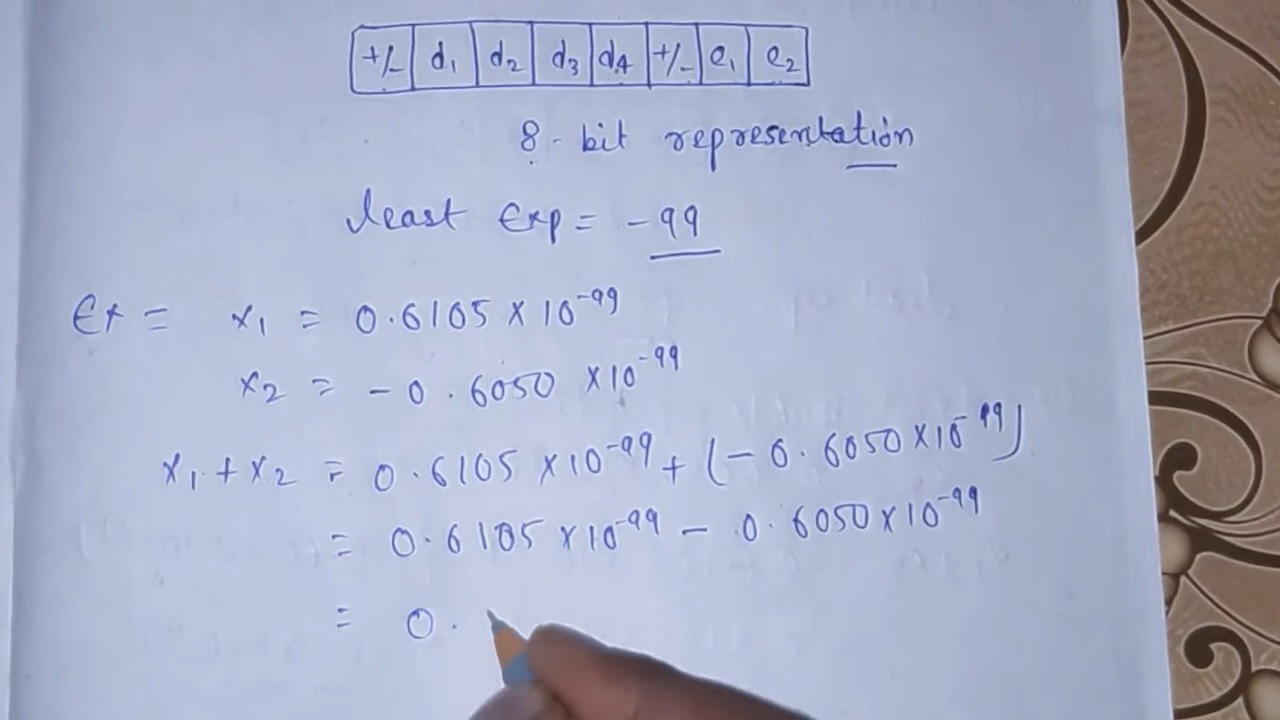 +/- d₁ d₂ d₃ d₄ +/- e₁ e₂
8-bit representation
least Exp = -99
Ex = x₁ = 0.6105 × 10⁻⁹⁹
x₂ = -0.6050 × 10⁻⁹⁹
x₁ + x₂ = 0.6105 × 10⁻⁹⁹ + (-0.6050 × 10⁻⁹⁹)
= 0.6105 × 10⁻⁹⁹ - 0.6050 × 10⁻⁹⁹
= 0.